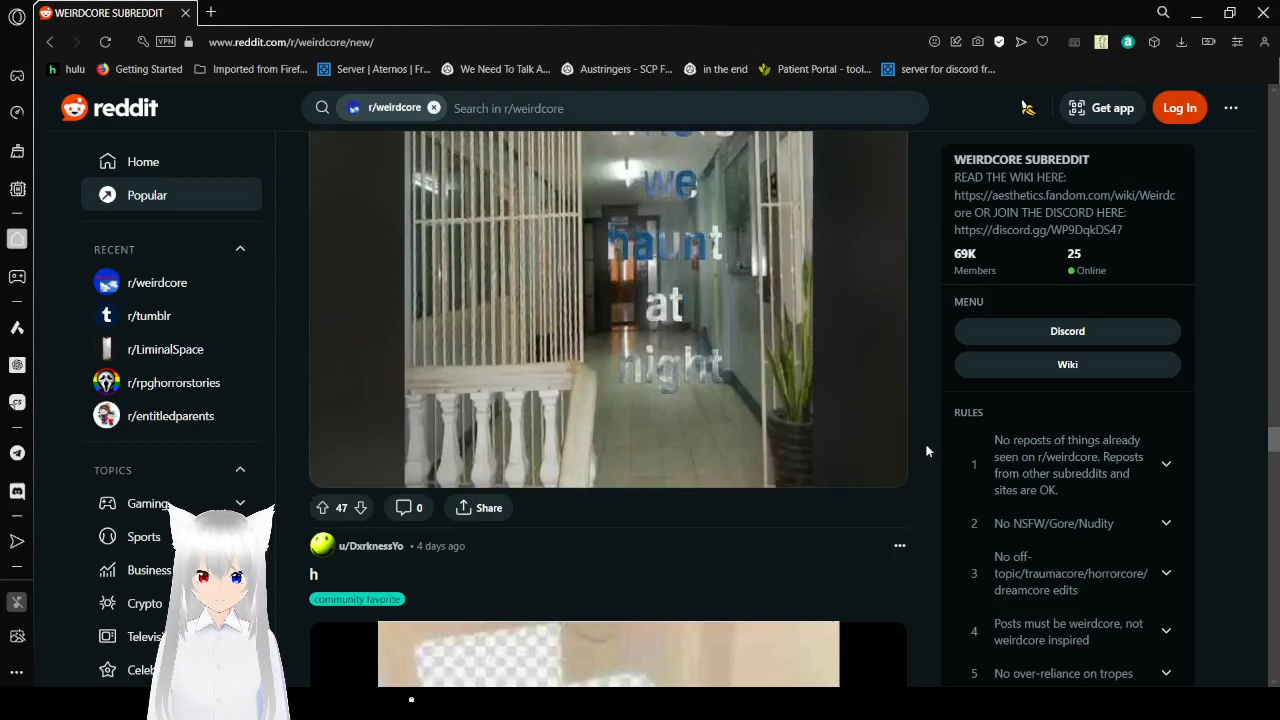 WEIRDCORE SUBREDDIT
VPN
www.reddit.com/r/weirdcore/new/
hulu
Getting Started
Imported from Firef...
Server | Aternos | Fr...
We Need To Talk A...
Austringers - SCP F...
in the end
Patient Portal - tool...
server for discord fr...
reddit
r/weirdcore
Search in r/weirdcore
Get app
Log In
Home
Popular
RECENT
r/weirdcore
r/tumblr
r/LiminalSpace
r/rpghorrorstories
r/entitledparents
TOPICS
Gaming
Sports
Business
Crypto
Televisi
Celeb
we
haunt
at
night
47
0
Share
u/DxrknessYo • 4 days ago
h
community favorite
WEIRDCORE SUBREDDIT
READ THE WIKI HERE:
https://aesthetics.fandom.com/wiki/Weirdc
ore OR JOIN THE DISCORD HERE:
https://discord.gg/WP9DqkDS47
69K
Members
25
Online
MENU
Discord
Wiki
RULES
1
No reposts of things already
seen on r/weirdcore. Reposts
from other subreddits and
sites are OK.
2 No NSFW/Gore/Nudity
3
No off-
topic/traumacore/horrorcore/
dreamcore edits
4
Posts must be weirdcore, not
weirdcore inspired
5 No over-reliance on tropes